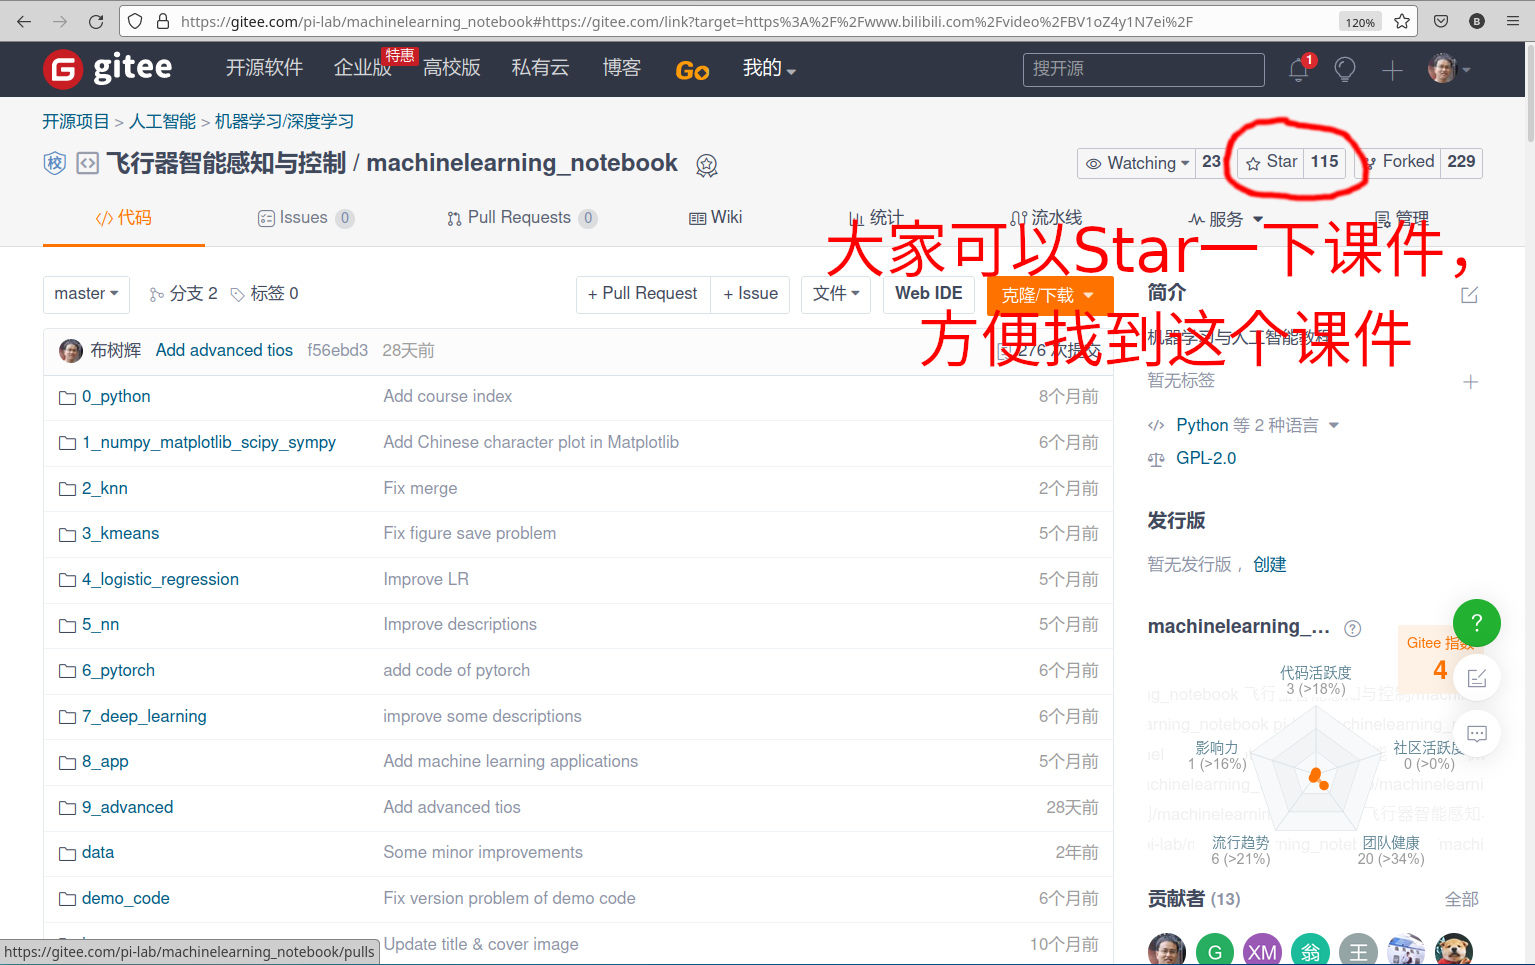 https://gitee.com/pi-lab/machinelearning_notebook#https://gitee.com/link?target=https%3A%2F%2Fwww.bilibili.com%2Fvideo%2FBV1oZ4y1N7ei%2F
120%
B
G gitee
开源软件
企业版
特惠
高校版
私有云
博客
Go
我的
搜开源
1
开源项目 > 人工智能 > 机器学习/深度学习
校
飞行器智能感知与控制 / machinelearning_notebook
Watching 23
Star 115
Forked 229
代码
Issues 0
Pull Requests 0
Wiki
统计
流水线
服务
管理
大家可以Star一下课件，
方便找到这个课件
master
分支 2
标签 0
+ Pull Request
+ Issue
文件
Web IDE
克隆/下载
布树辉 Add advanced tios f56ebd3 28天前
276 次提交
0_python Add course index 8个月前
1_numpy_matplotlib_scipy_sympy Add Chinese character plot in Matplotlib 6个月前
2_knn Fix merge 2个月前
3_kmeans Fix figure save problem 5个月前
4_logistic_regression Improve LR 5个月前
5_nn Improve descriptions 5个月前
6_pytorch add code of pytorch 6个月前
7_deep_learning improve some descriptions 6个月前
8_app Add machine learning applications 5个月前
9_advanced Add advanced tios 28天前
data Some minor improvements 2年前
demo_code Fix version problem of demo code 6个月前
Update title & cover image 10个月前
https://gitee.com/pi-lab/machinelearning_notebook/pulls
简介
机器学习与人工智能教程
暂无标签
Python 等 2 种语言
GPL-2.0
发行版
暂无发行版， 创建
machinelearning_...
?
Gitee 指数
4
代码活跃度
3 (>18%)
影响力
1 (>16%)
社区活跃度
0 (>0%)
流行趋势
6 (>21%)
团队健康
20 (>34%)
贡献者 (13)
全部
G
XM
翁
王